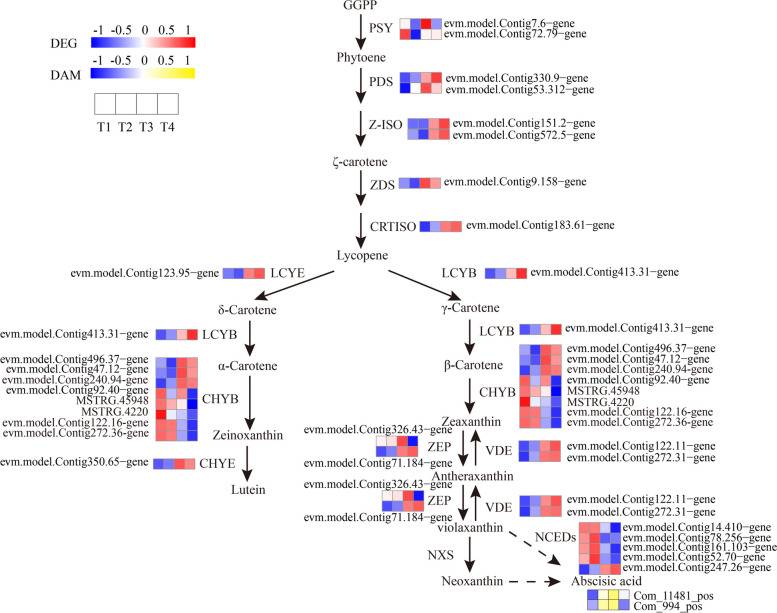 GGPP
DEG -1 -0.5 0 0.5 1
DAM -1 -0.5 0 0.5 1
T1 T2 T3 T4
PSY evm.model.Contig7.6-gene
evm.model.Contig72.79-gene
Phytoene
PDS evm.model.Contig330.9-gene
evm.model.Contig53.312-gene
Z-ISO evm.model.Contig151.2-gene
evm.model.Contig572.5-gene
ζ-carotene
ZDS evm.model.Contig9.158-gene
CRTISO evm.model.Contig183.61-gene
Lycopene
evm.model.Contig123.95-gene LCYE
LCYB evm.model.Contig413.31-gene
δ-Carotene
γ-Carotene
evm.model.Contig413.31-gene LCYB
LCYB evm.model.Contig413.31-gene
α-Carotene
β-Carotene
evm.model.Contig496.37-gene
evm.model.Contig47.12-gene
evm.model.Contig240.94-gene
evm.model.Contig92.40-gene
MSTRG.45948
MSTRG.4220
evm.model.Contig122.16-gene
evm.model.Contig272.36-gene
CHYB
CHYB
evm.model.Contig496.37-gene
evm.model.Contig47.12-gene
evm.model.Contig240.94-gene
evm.model.Contig92.40-gene
MSTRG.45948
MSTRG.4220
evm.model.Contig122.16-gene
evm.model.Contig272.36-gene
Zeinoxanthin
Zeaxanthin
evm.model.Contig350.65-gene CHYE
Lutein
evm.model.Contig326.43-gene
ZEP
evm.model.Contig71.184-gene
VDE evm.model.Contig122.11-gene
evm.model.Contig272.31-gene
Antheraxanthin
evm.model.Contig326.43-gene
ZEP
evm.model.Contig71.184-gene
VDE evm.model.Contig122.11-gene
evm.model.Contig272.31-gene
violaxanthin
NCEDs
evm.model.Contig14.410-gene
evm.model.Contig78.256-gene
evm.model.Contig161.103-gene
evm.model.Contig52.70-gene
evm.model.Contig247.26-gene
NXS
Neoxanthin
Abscisic acid
Com_11481_pos
Com_994_pos